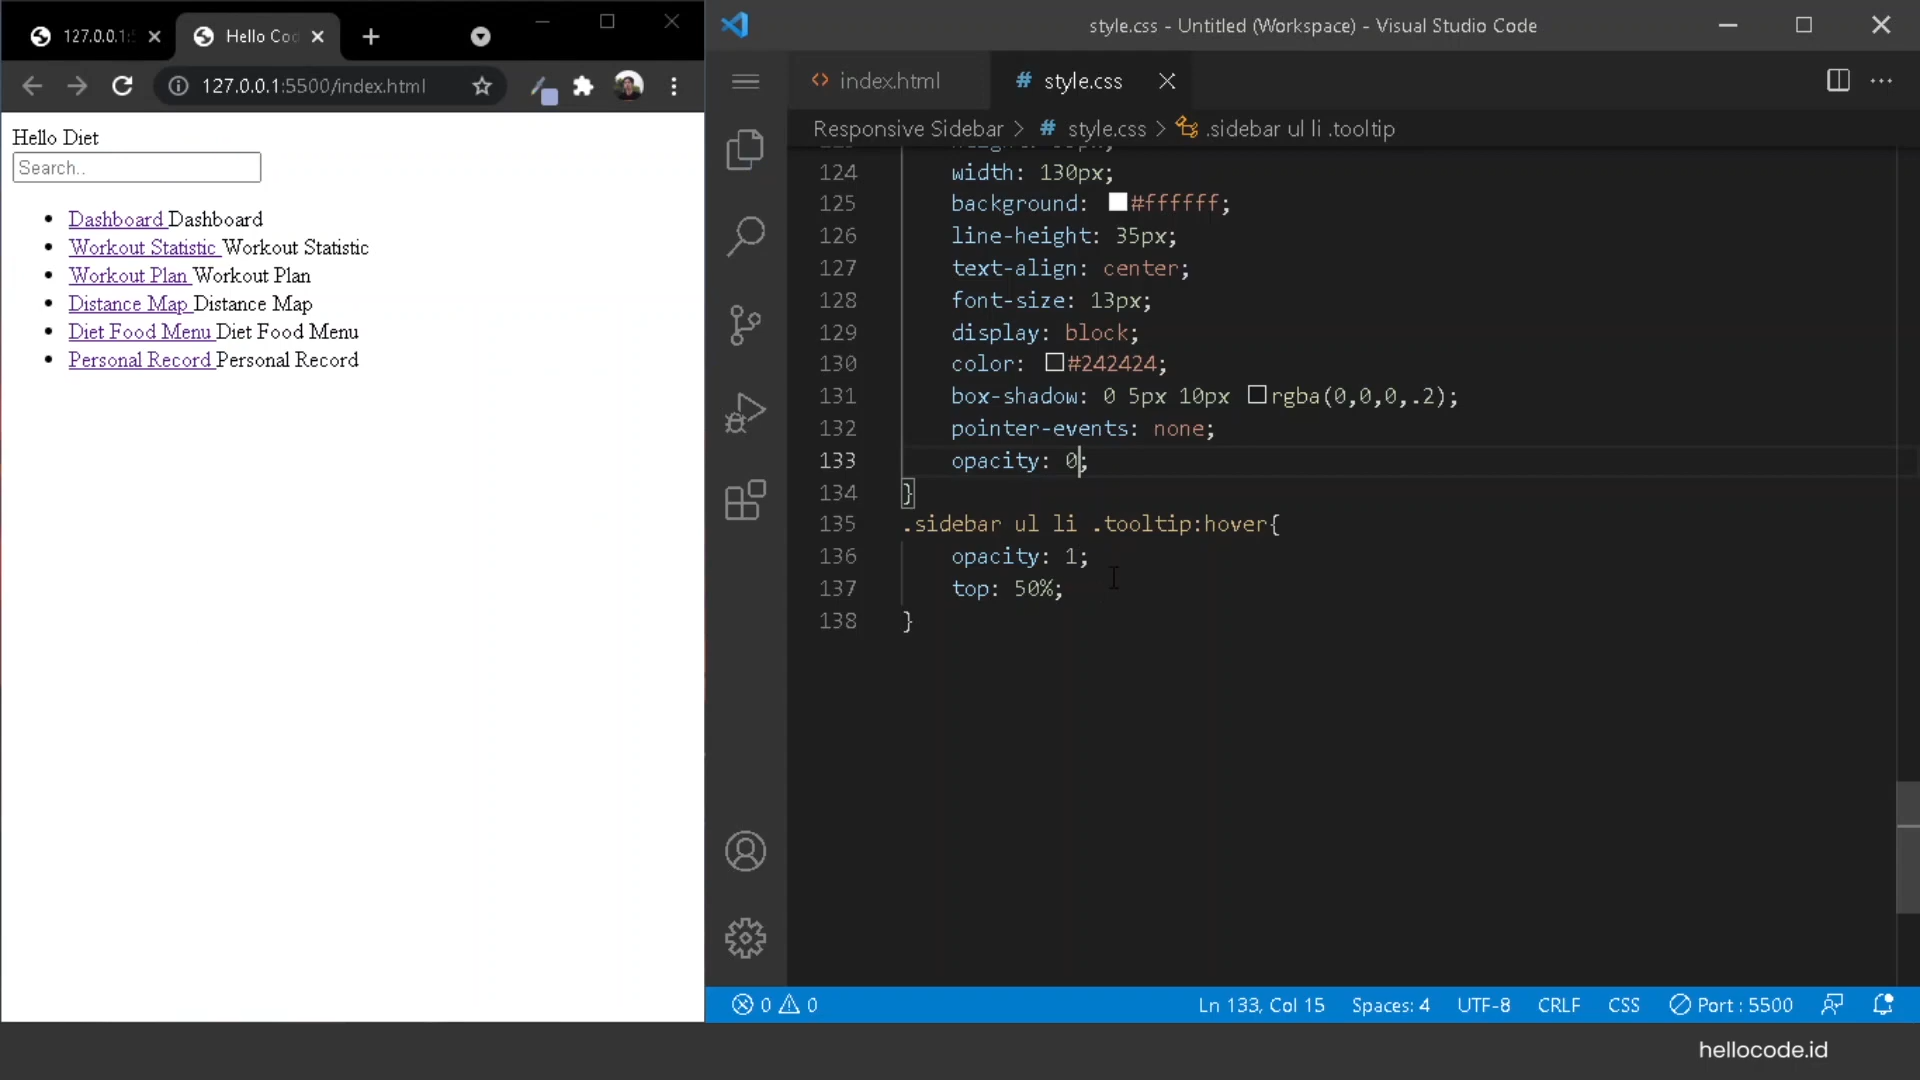 127.0.0.1:5
Hello Cod
style.css - Untitled (Workspace) - Visual Studio Code
127.0.0.1:5500/index.html
index.html
# style.css
Responsive Sidebar > # style.css > .sidebar ul li .tooltip
Hello Diet
Search..
Dashboard Dashboard
Workout Statistic Workout Statistic
Workout Plan Workout Plan
Distance Map Distance Map
Diet Food Menu Diet Food Menu
Personal Record Personal Record
124 width: 130px;
125 background: #ffffff;
126 line-height: 35px;
127 text-align: center;
128 font-size: 13px;
129 display: block;
130 color: #242424;
131 box-shadow: 0 5px 10px rgba(0,0,0,.2);
132 pointer-events: none;
133 opacity: 0;
134 }
135 .sidebar ul li .tooltip:hover{
136 opacity: 1;
137 top: 50%;
138 }
0 0
Ln 133, Col 15 Spaces: 4 UTF-8 CRLF CSS Port : 5500
hellocode.id